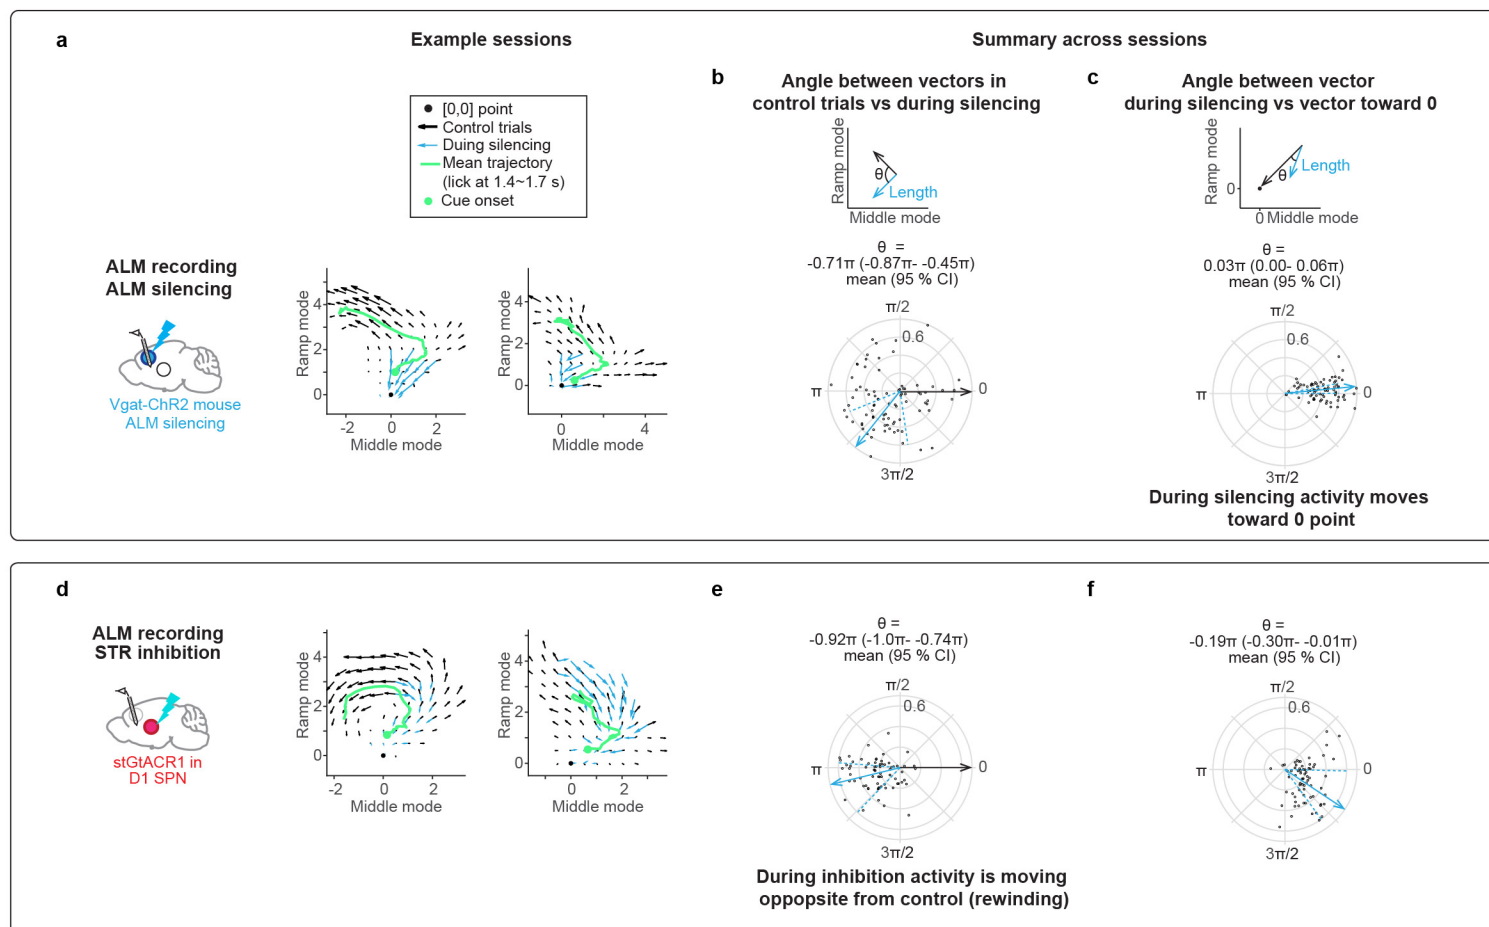 a
Example sessions
Summary across sessions
[0,0] point
Control trials
Duing silencing
Mean trajectory
(lick at 1.4~1.7 s)
Cue onset
b
Angle between vectors in
control trials vs during silencing
Ramp mode
θ
Length
Middle mode
c
Angle between vector
during silencing vs vector toward 0
Ramp mode
0
θ
Length
0 Middle mode
ALM recording
ALM silencing
Vgat-ChR2 mouse
ALM silencing
Ramp mode
4
2
0
-2
0
2
Middle mode
Ramp mode
4
2
0
0
4
Middle mode
θ =
-0.71π (-0.87π- -0.45π)
mean (95 % CI)
π/2
0.6
π
0
3π/2
θ =
0.03π (0.00- 0.06π)
mean (95 % CI)
π/2
0.6
π
0
3π/2
During silencing activity moves
toward 0 point
d
ALM recording
STR inhibition
stGtACR1 in
D1 SPN
Ramp mode
4
2
0
-2
0
2
Middle mode
Ramp mode
4
2
0
0
2
Middle mode
e
θ =
-0.92π (-1.0π- -0.74π)
mean (95 % CI)
π/2
0.6
π
0
3π/2
During inhibition activity is moving
oppopsite from control (rewinding)
f
θ =
-0.19π (-0.30π- -0.01π)
mean (95 % CI)
π/2
0.6
π
0
3π/2